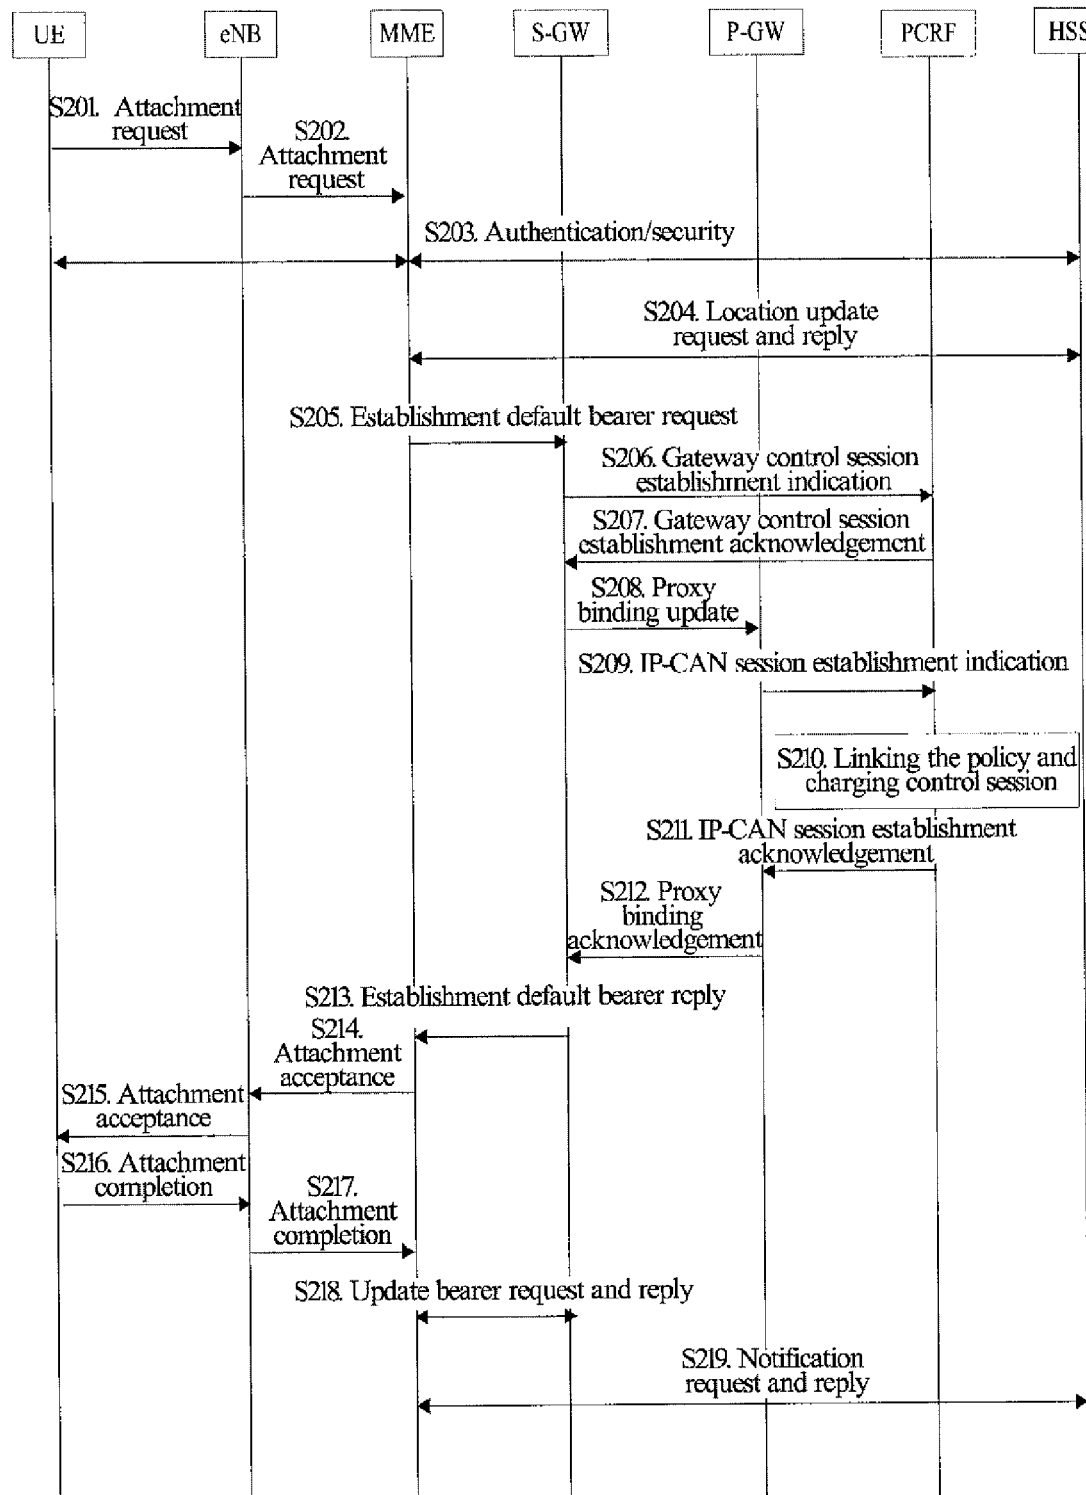 UE eNB MME S-GW P-GW PCRF HSS
S201. Attachment
request
S202.
Attachment
request
S203. Authentication/security
S204. Location update
request and reply
S205. Establishment default bearer request
S206. Gateway control session
establishment indication
S207. Gateway control session
establishment acknowledgement
S208. Proxy
binding update
S209. IP-CAN session establishment indication
S210. Linking the policy and
charging control session
S211. IP-CAN session establishment
acknowledgement
S212. Proxy
binding
acknowledgement
S213. Establishment default bearer reply
S214.
Attachment
acceptance
S215. Attachment
acceptance
S216. Attachment
completion
S217.
Attachment
completion
S218. Update bearer request and reply
S219. Notification
request and reply